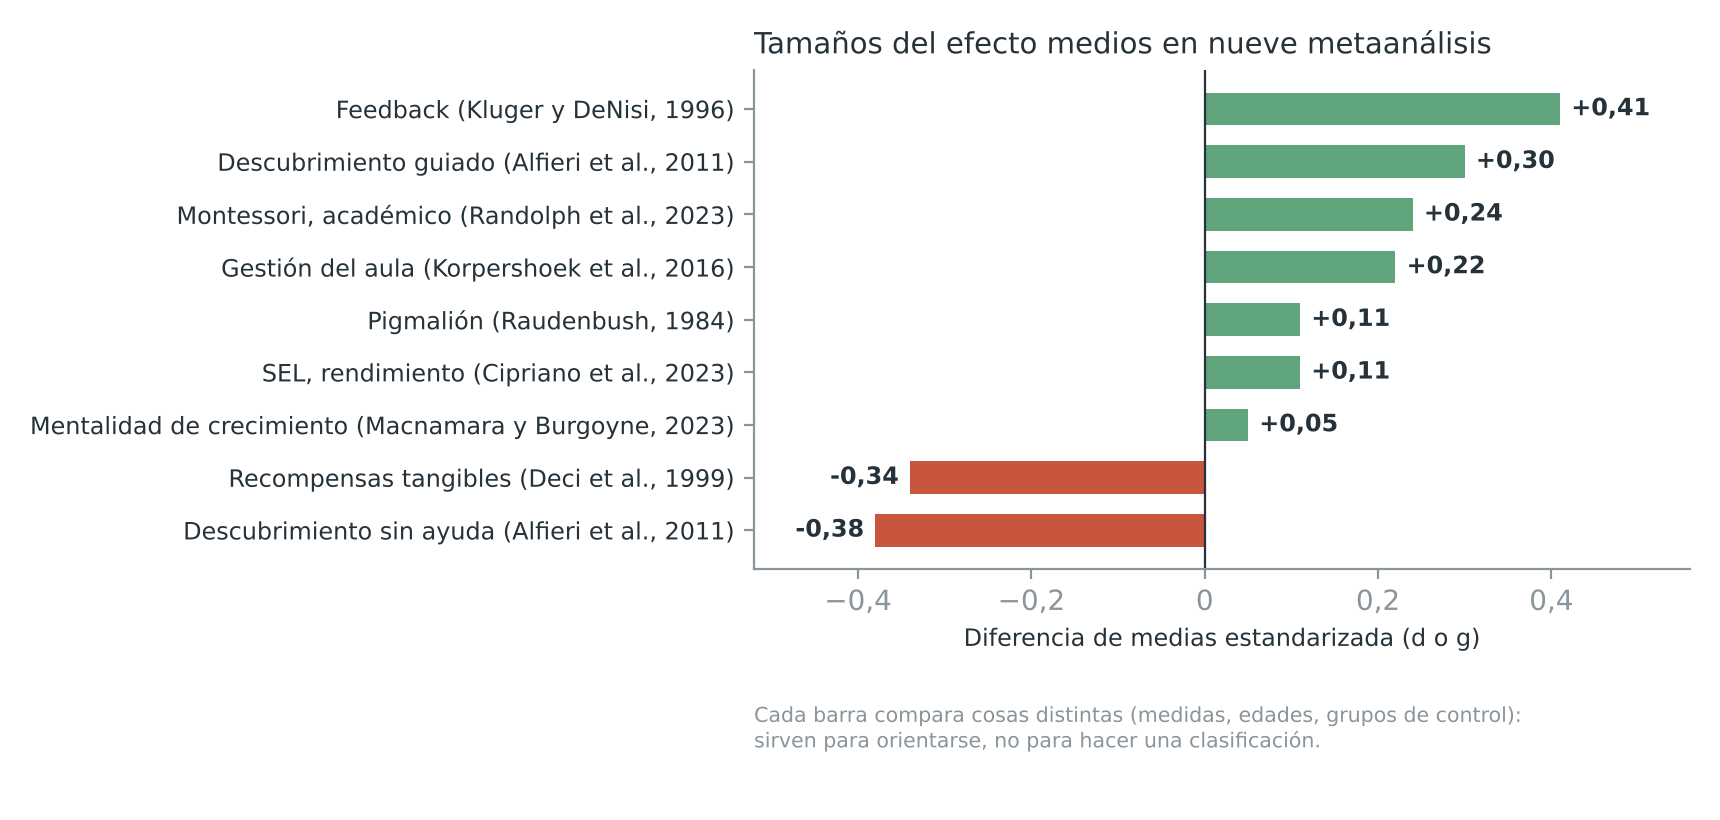 Tamaños del efecto medios en nueve metaanálisis
Feedback (Kluger y DeNisi, 1996)
+0,41
Descubrimiento guiado (Alfieri et al., 2011)
+0,30
Montessori, académico (Randolph et al., 2023)
+0,24
Gestión del aula (Korpershoek et al., 2016)
+0,22
Pigmalión (Raudenbush, 1984)
+0,11
SEL, rendimiento (Cipriano et al., 2023)
+0,11
Mentalidad de crecimiento (Macnamara y Burgoyne, 2023)
+0,05
Recompensas tangibles (Deci et al., 1999)
-0,34
Descubrimiento sin ayuda (Alfieri et al., 2011)
-0,38
−0,4 −0,2 0 0,2 0,4
Diferencia de medias estandarizada (d o g)
Cada barra compara cosas distintas (medidas, edades, grupos de control):
sirven para orientarse, no para hacer una clasificación.